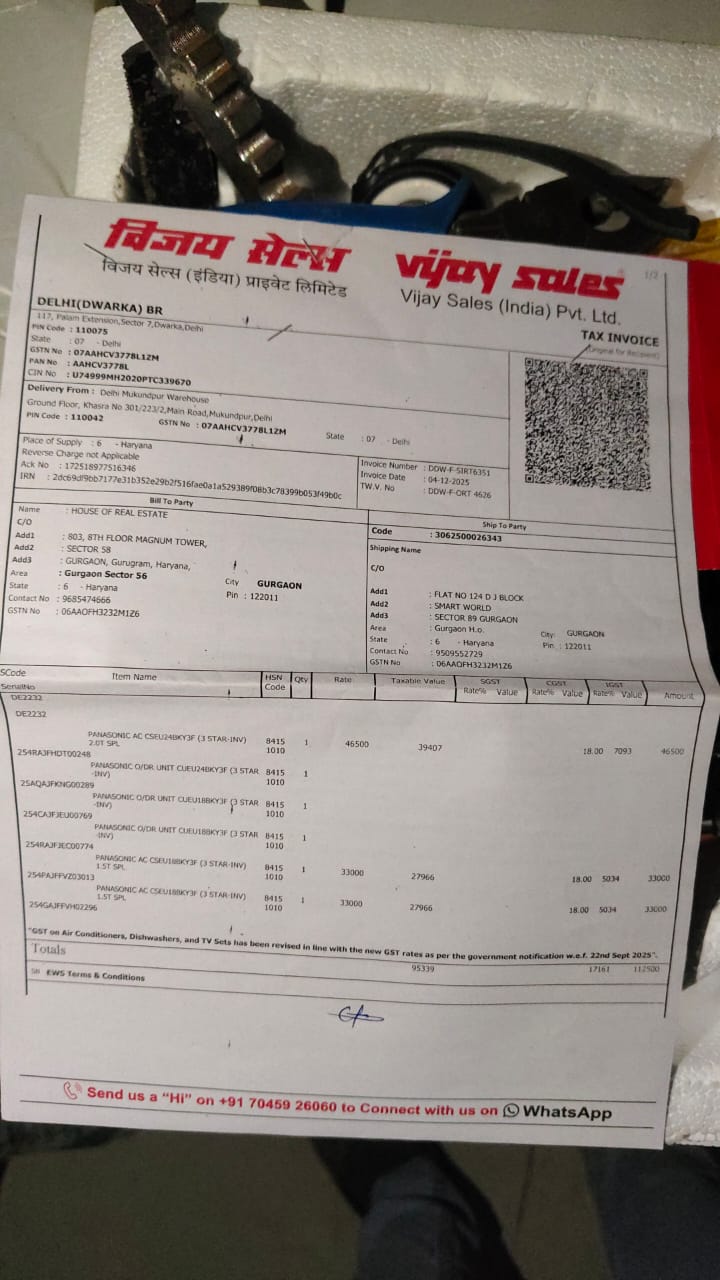 विजय सेल्स vijay sales 1/2
विजय सेल्स (इंडिया) प्राइवेट लिमिटेड Vijay Sales (India) Pvt. Ltd.
TAX INVOICE
(Original for Recipient)
DELHI(DWARKA) BR
117, Palam Extension,Sector 7,Dwarka,Delhi
PIN Code : 110075
State : 07 - Delhi
GSTN No : 07AAHCV3778L1ZM
PAN No : AAHCV3778L
CIN No : U74999MH2020PTC339670
Delivery From : Delhi Mukundpur Warehouse
Ground Floor, Khasra No 301/223/2,Main Road,Mukundpur,Delhi
PIN Code : 110042 GSTN No : 07AAHCV3778L1ZM State : 07 - Delhi
Place of Supply : 6 - Haryana
Reverse Charge not Applicable
Ack No : 172518977516346
IRN : 2dc69df9bb7177e31b352e29b2f516fae0a1a529389f08b3c78399b053f49b0c
Invoice Number : DDW-F-SIRT6351
Invoice Date : 04-12-2025
TW.V. No : DDW-F-ORT 4626
Bill To Party
Name : HOUSE OF REAL ESTATE
C/O
Add1 : 803, 8TH FLOOR MAGNUM TOWER,
Add2 : SECTOR 58
Add3 : GURGAON, Gurugram, Haryana,
Area : Gurgaon Sector 56 City GURGAON
State : 6 - Haryana Pin : 122011
Contact No : 9685474666
GSTN No : 06AAOFH3232M1Z6
Ship To Party
Code : 3062500026343
Shipping Name
C/O
Add1 : FLAT NO 124 D J BLOCK
Add2 : SMART WORLD
Add3 : SECTOR 89 GURGAON
Area : Gurgaon H.o. City: GURGAON
State : 6 - Haryana Pin : 122011
Contact No : 9509552729
GSTN No : 06AAOFH3232M1Z6
SCode Item Name HSN Qty Rate Taxable Value SGST CGST IGST Amount
SerialNo Code Rate% Value Rate% Value Rate% Value
DE2232
DE2232
PANASONIC AC CSEU24BKY3F (3 STAR-INV) 8415 1 46500 39407 18.00 7093 46500
2.0T SPL 1010
254RAJFHDT00248
PANASONIC O/DR UNIT CUEU24BKY3F (3 STAR 8415 1
-INV) 1010
25AQAJFKNG00289
PANASONIC O/DR UNIT CUEU18BKY3F (3 STAR 8415 1
-INV) 1010
254CAJFJEU00769
PANASONIC O/DR UNIT CUEU18BKY3F (3 STAR 8415 1
-INV) 1010
254RAJFJEC00774
PANASONIC AC CSEU18BKY3F (3 STAR-INV) 8415 1 33000 27966 18.00 5034 33000
1.5T SPL 1010
254PAJFFVZ03013
PANASONIC AC CSEU18BKY3F (3 STAR-INV) 8415 1 33000 27966 18.00 5034 33000
1.5T SPL 1010
254GAJFFVH02296
"GST on Air Conditioners, Dishwashers, and TV Sets has been revised in line with the new GST rates as per the government notification w.e.f. 22nd Sept 2025".
Totals 95339 17161 112500
EWS Terms & Conditions
Send us a "Hi" on +91 70459 26060 to Connect with us on WhatsApp